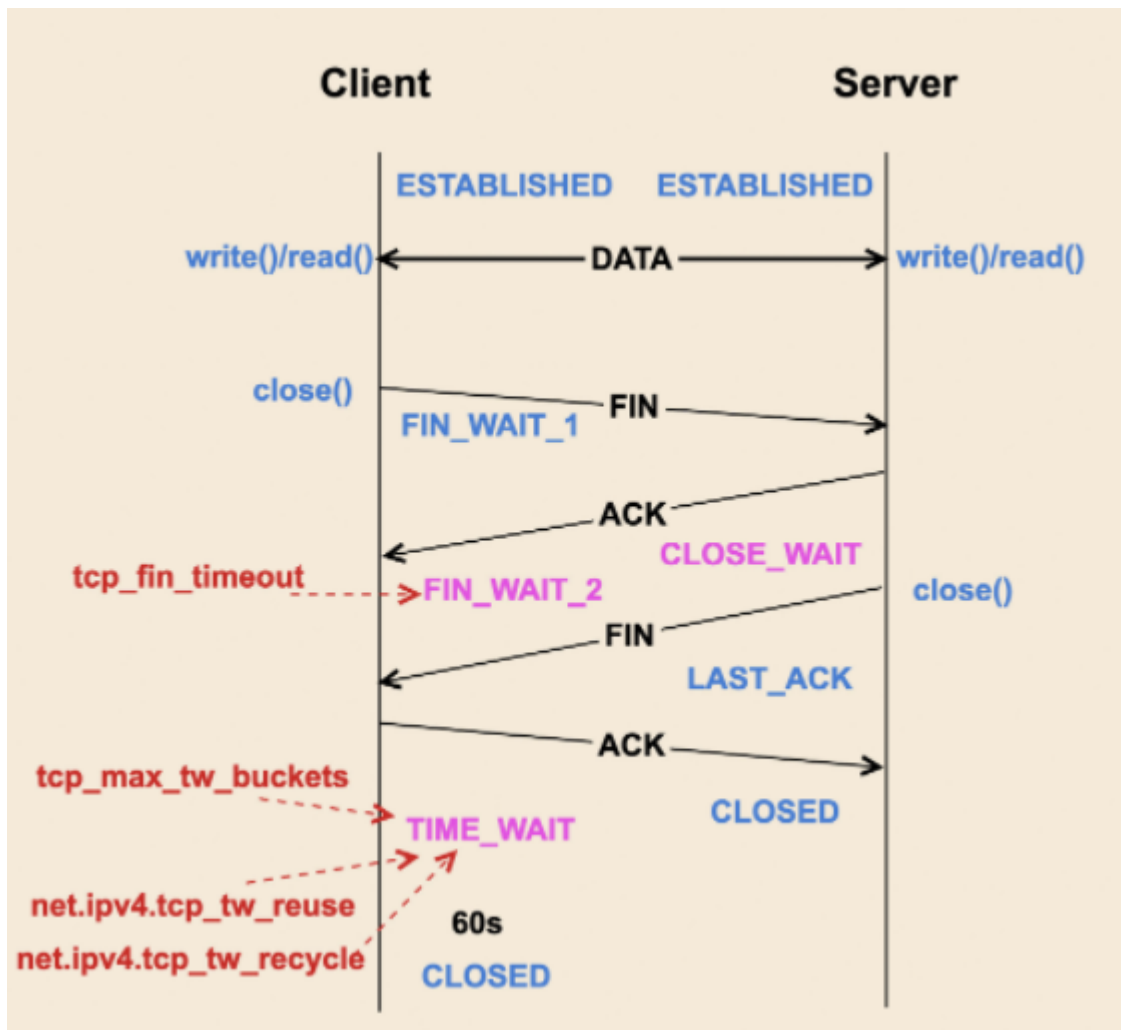 Client
Server
ESTABLISHED
ESTABLISHED
write()/read()
DATA
write()/read()
close()
FIN
FIN_WAIT_1
ACK
CLOSE_WAIT
tcp_fin_timeout
FIN_WAIT_2
close()
FIN
LAST_ACK
ACK
tcp_max_tw_buckets
CLOSED
TIME_WAIT
net.ipv4.tcp_tw_reuse
60s
net.ipv4.tcp_tw_recycle
CLOSED